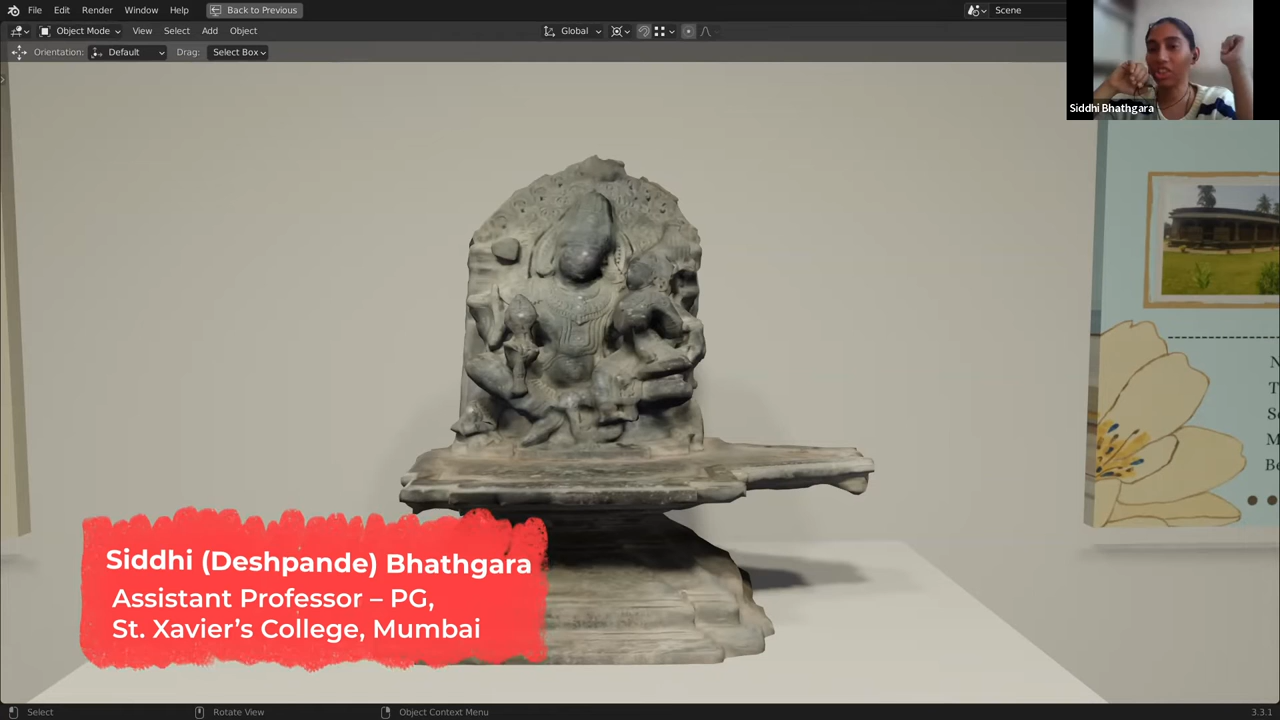 File Edit Render Window Help Back to Previous Scene
Object Mode View Select Add Object Global
Orientation: Default Drag: Select Box
Siddhi Bhathgara
Siddhi (Deshpande) Bhathgara
Assistant Professor – PG,
St. Xavier's College, Mumbai
Select Rotate View Object Context Menu 3.3.1